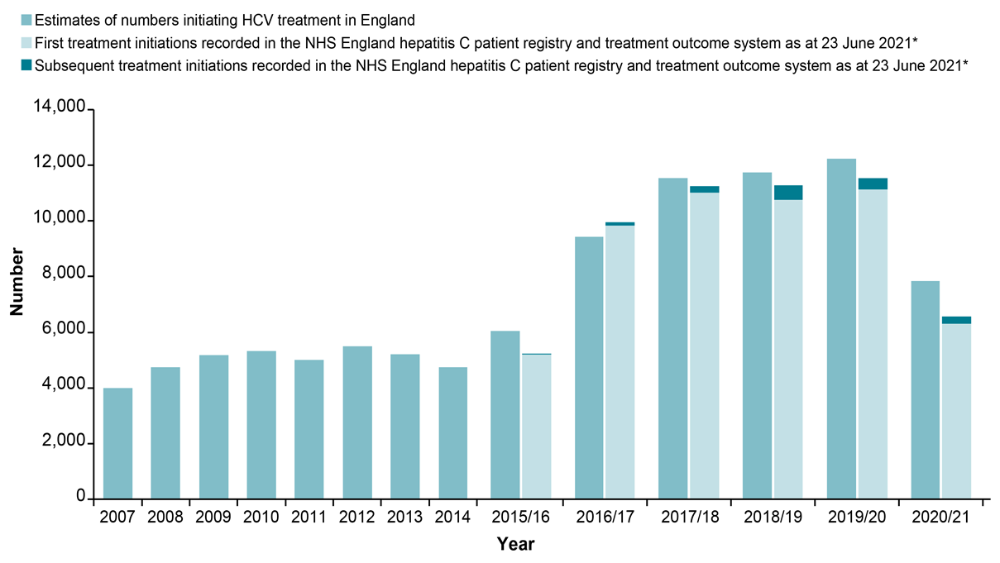 Estimates of numbers initiating HCV treatment in England
First treatment initiations recorded in the NHS England hepatitis C patient registry and treatment outcome system as at 23 June 2021*
Subsequent treatment initiations recorded in the NHS England hepatitis C patient registry and treatment outcome system as at 23 June 2021*
14,000
12,000
10,000
8,000
6,000
4,000
2,000
0
Number
2007 2008 2009 2010 2011 2012 2013 2014 2015/16 2016/17 2017/18 2018/19 2019/20 2020/21
Year